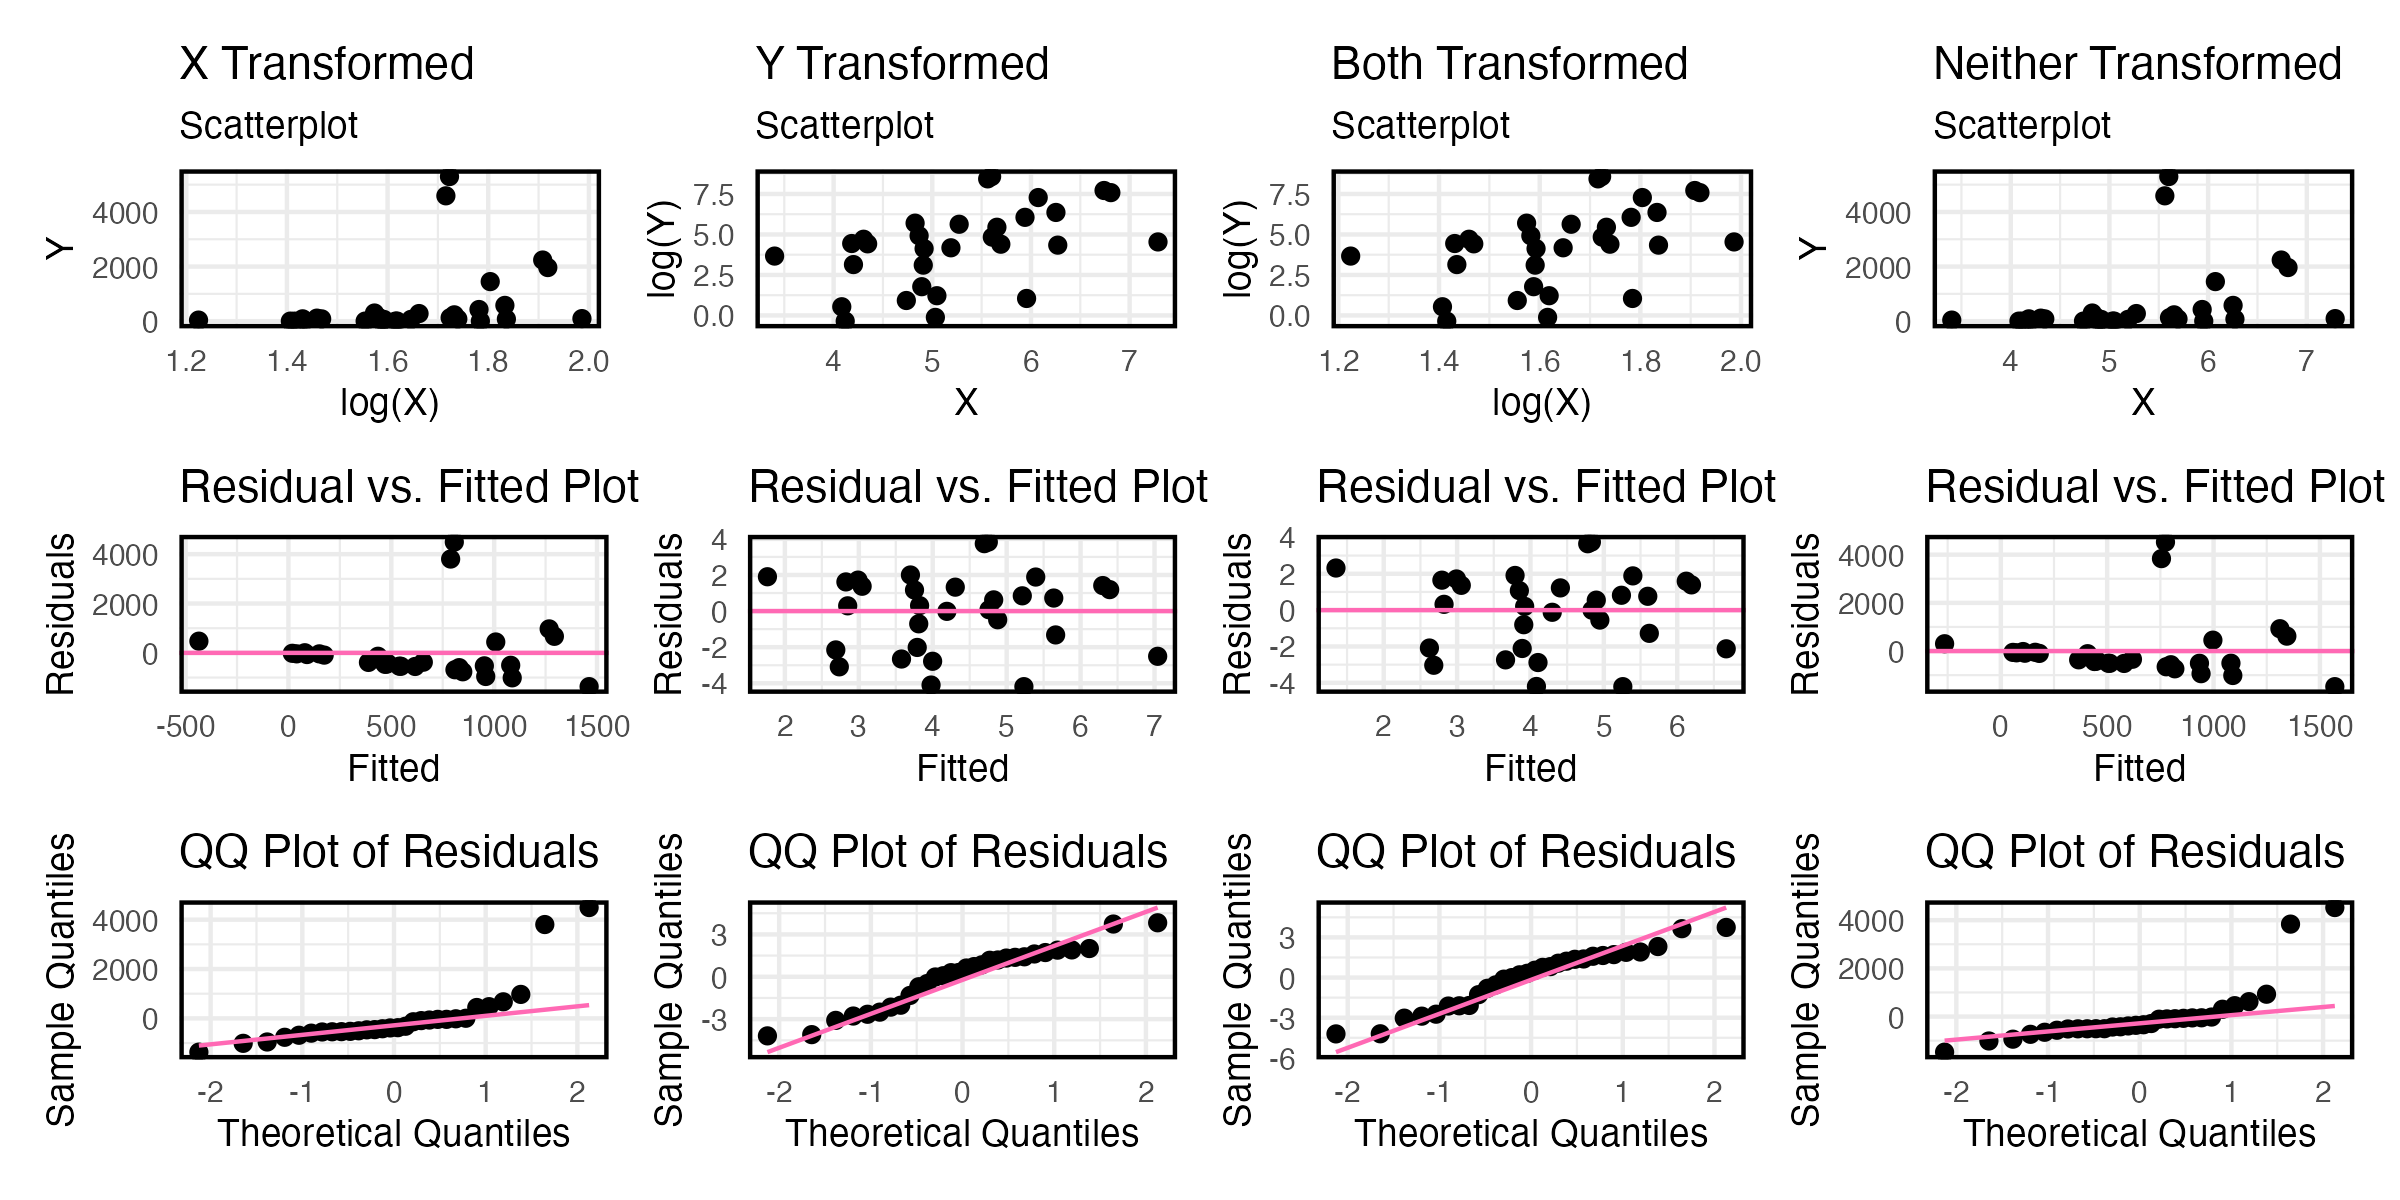 X Transformed
Y Transformed
Both Transformed
Neither Transformed
Scatterplot
Scatterplot
Scatterplot
Scatterplot
Y
4000
2000
0
1.2 1.4 1.6 1.8 2.0
log(X)
log(Y)
7.5
5.0
2.5
0.0
4 5 6 7
X
log(Y)
7.5
5.0
2.5
0.0
1.2 1.4 1.6 1.8 2.0
log(X)
Y
4000
2000
0
4 5 6 7
X
Residual vs. Fitted Plot
Residual vs. Fitted Plot
Residual vs. Fitted Plot
Residual vs. Fitted Plot
Residuals
4000
2000
0
-500 0 500 1000 1500
Fitted
Residuals
4
2
0
-2
-4
2 3 4 5 6 7
Fitted
Residuals
4
2
0
-2
-4
2 3 4 5 6
Fitted
Residuals
4000
2000
0
0 500 1000 1500
Fitted
QQ Plot of Residuals
QQ Plot of Residuals
QQ Plot of Residuals
QQ Plot of Residuals
Sample Quantiles
4000
2000
0
-2 -1 0 1 2
Theoretical Quantiles
Sample Quantiles
3
0
-3
-2 -1 0 1 2
Theoretical Quantiles
Sample Quantiles
3
0
-3
-6
-2 -1 0 1 2
Theoretical Quantiles
Sample Quantiles
4000
2000
0
-2 -1 0 1 2
Theoretical Quantiles